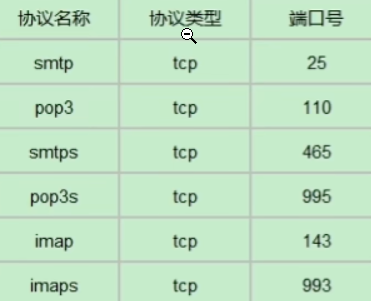 协议名称 协议类型 端口号
smtp tcp 25
pop3 tcp 110
smtps tcp 465
pop3s tcp 995
imap tcp 143
imaps tcp 993